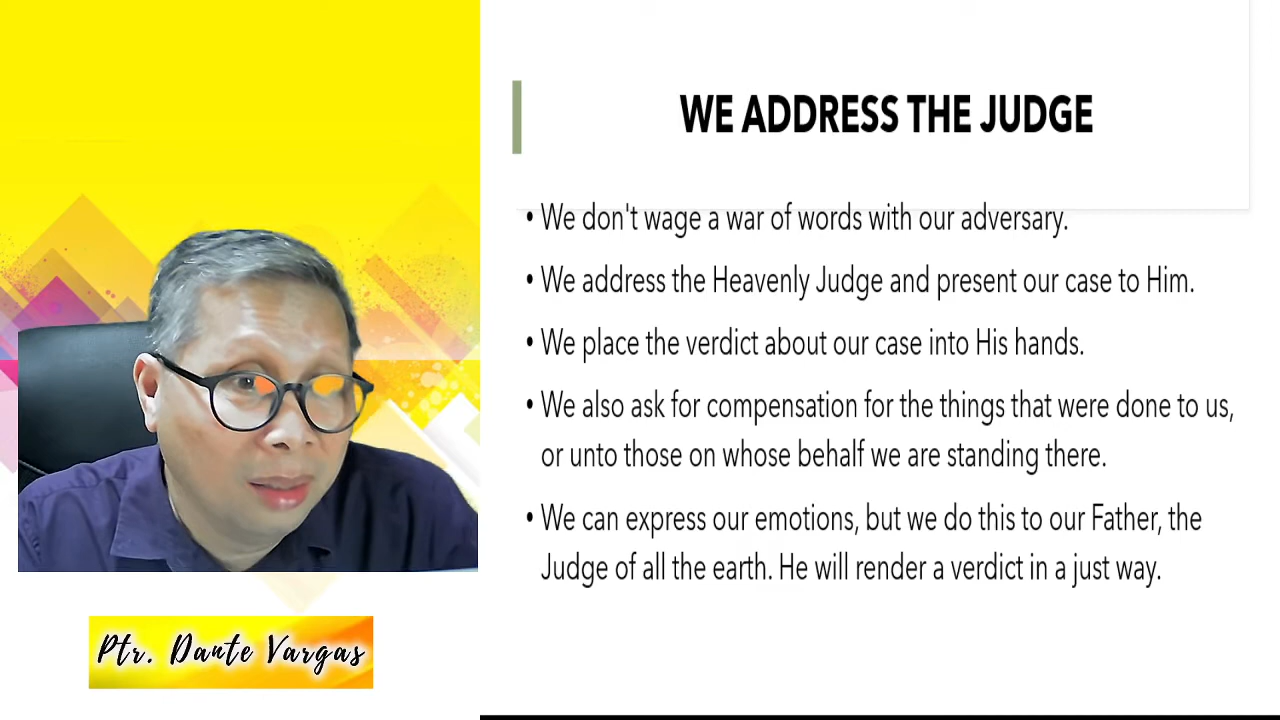 WE ADDRESS THE JUDGE
• We don't wage a war of words with our adversary.
• We address the Heavenly Judge and present our case to Him.
• We place the verdict about our case into His hands.
• We also ask for compensation for the things that were done to us,
or unto those on whose behalf we are standing there.
• We can express our emotions, but we do this to our Father, the
Judge of all the earth. He will render a verdict in a just way.
Ptr. Dante Vargas